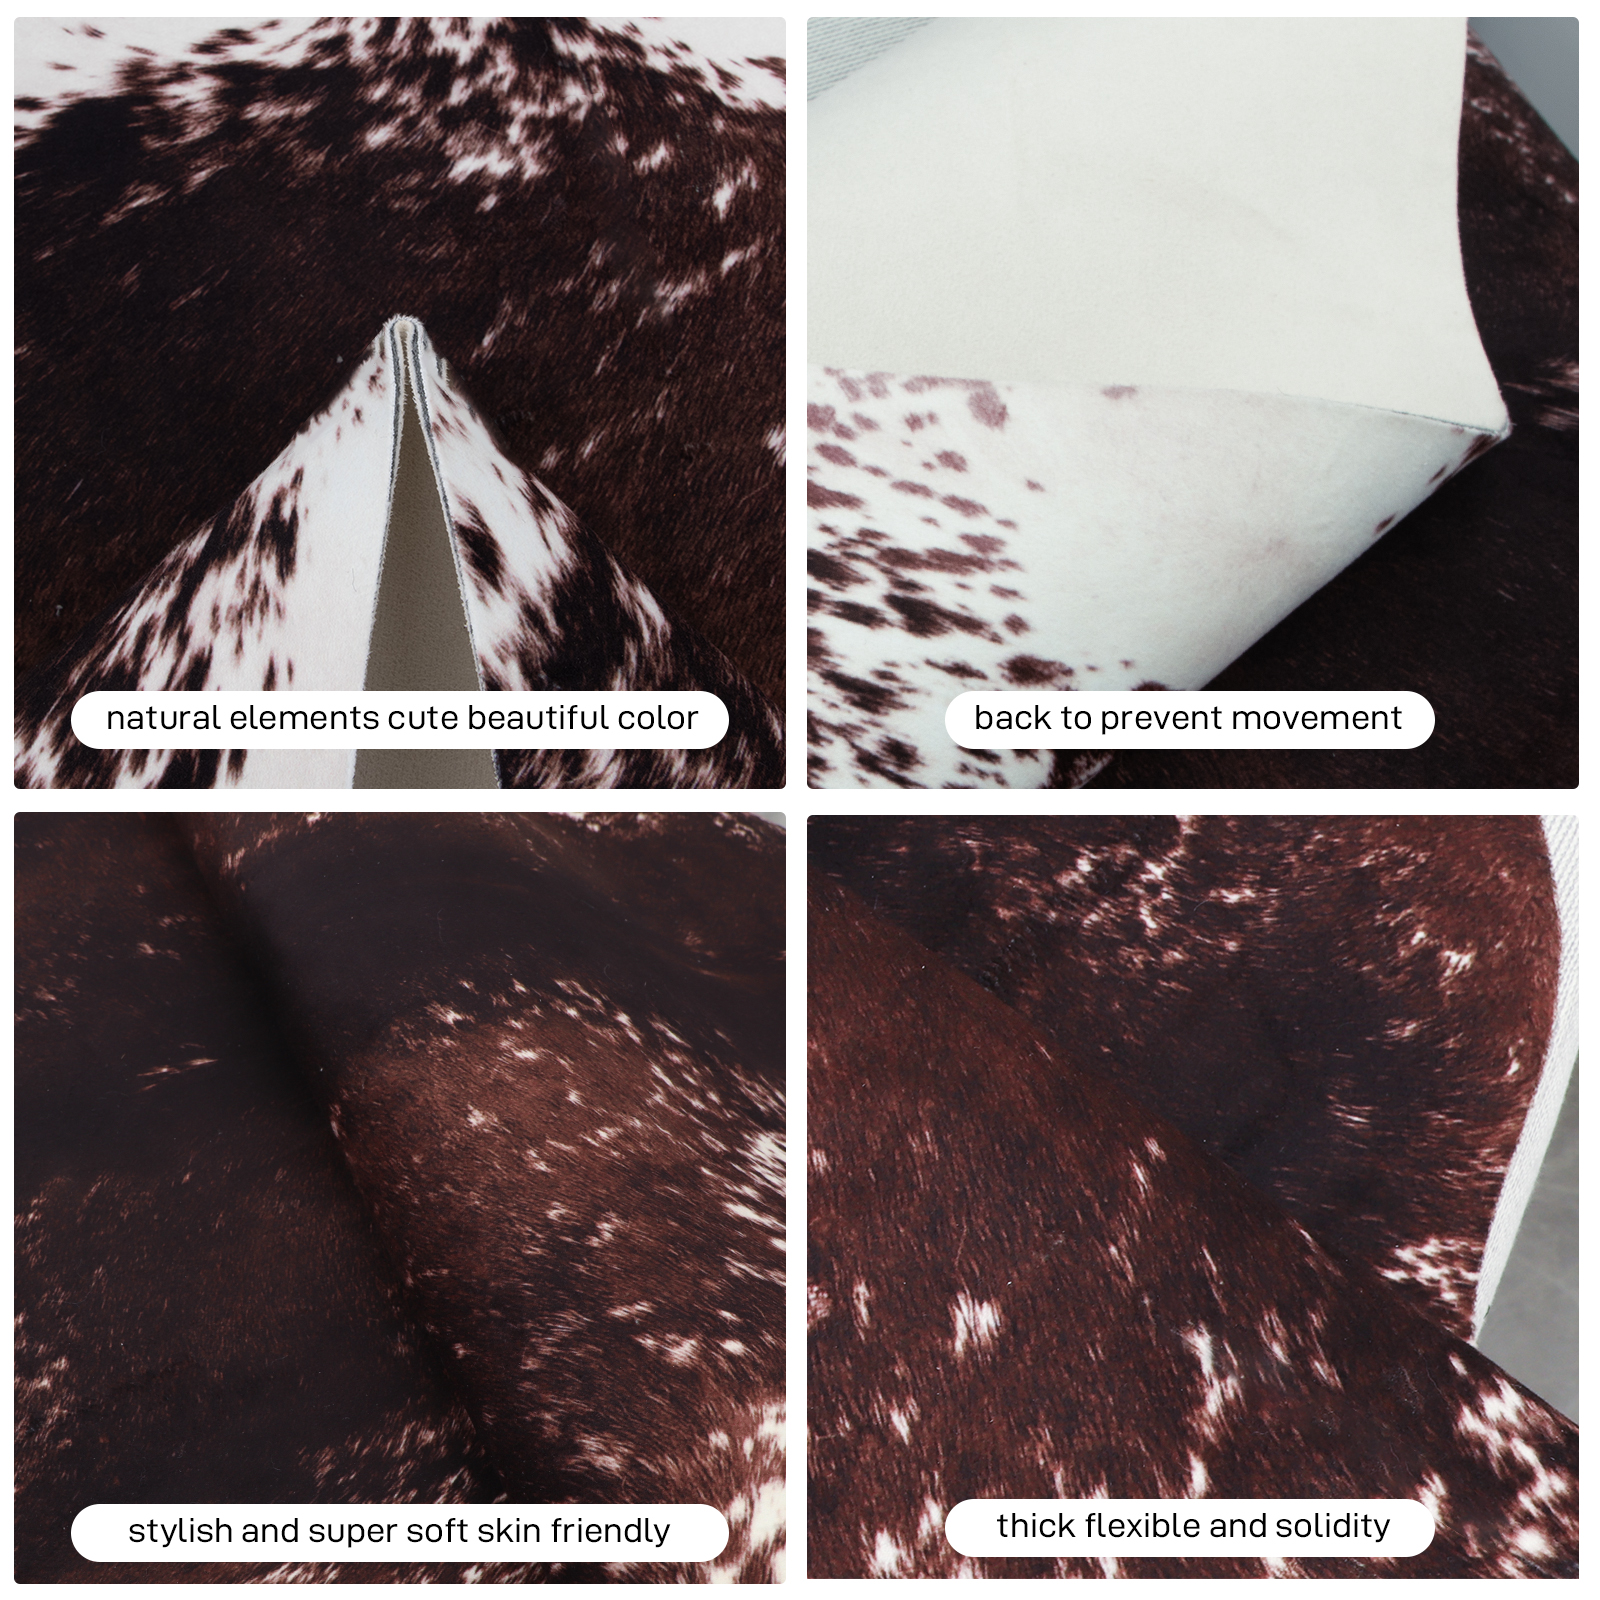 natural elements cute beautiful color
back to prevent movement
stylish and super soft skin friendly
thick flexible and solidity